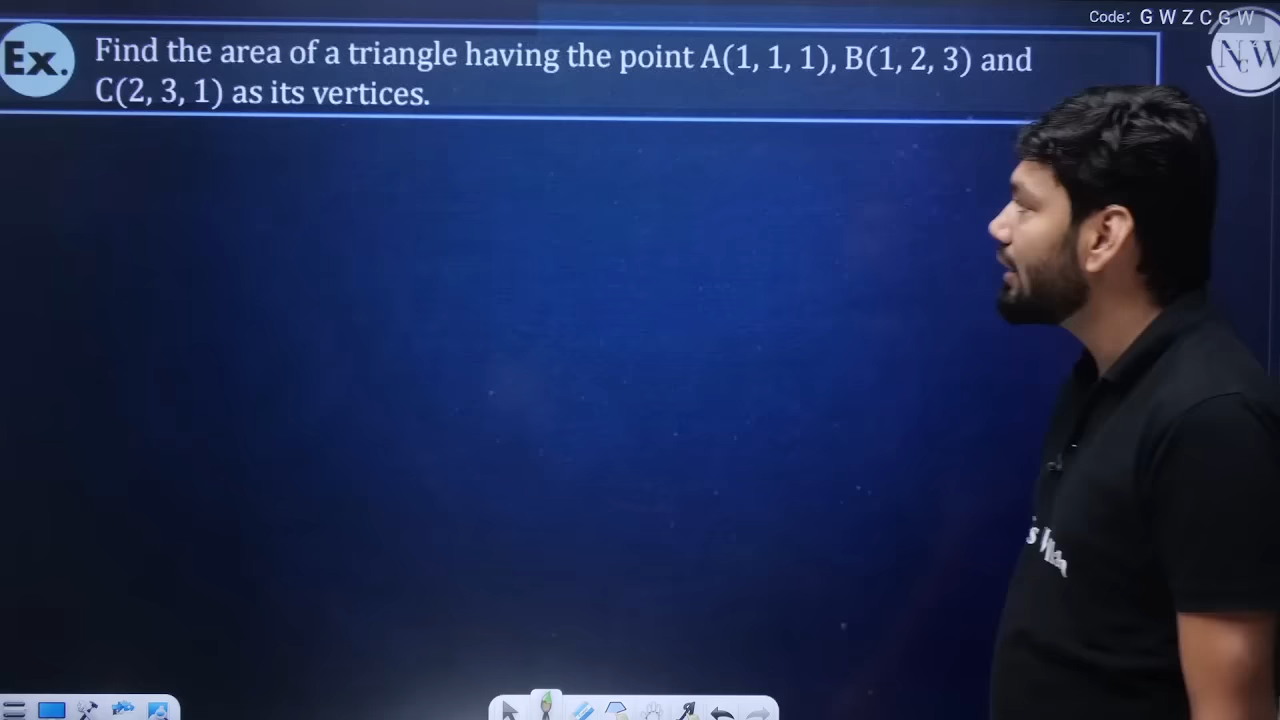 Code: G W Z C G W
Ex. Find the area of a triangle having the point A(1, 1, 1), B(1, 2, 3) and
C(2, 3, 1) as its vertices.
NcW